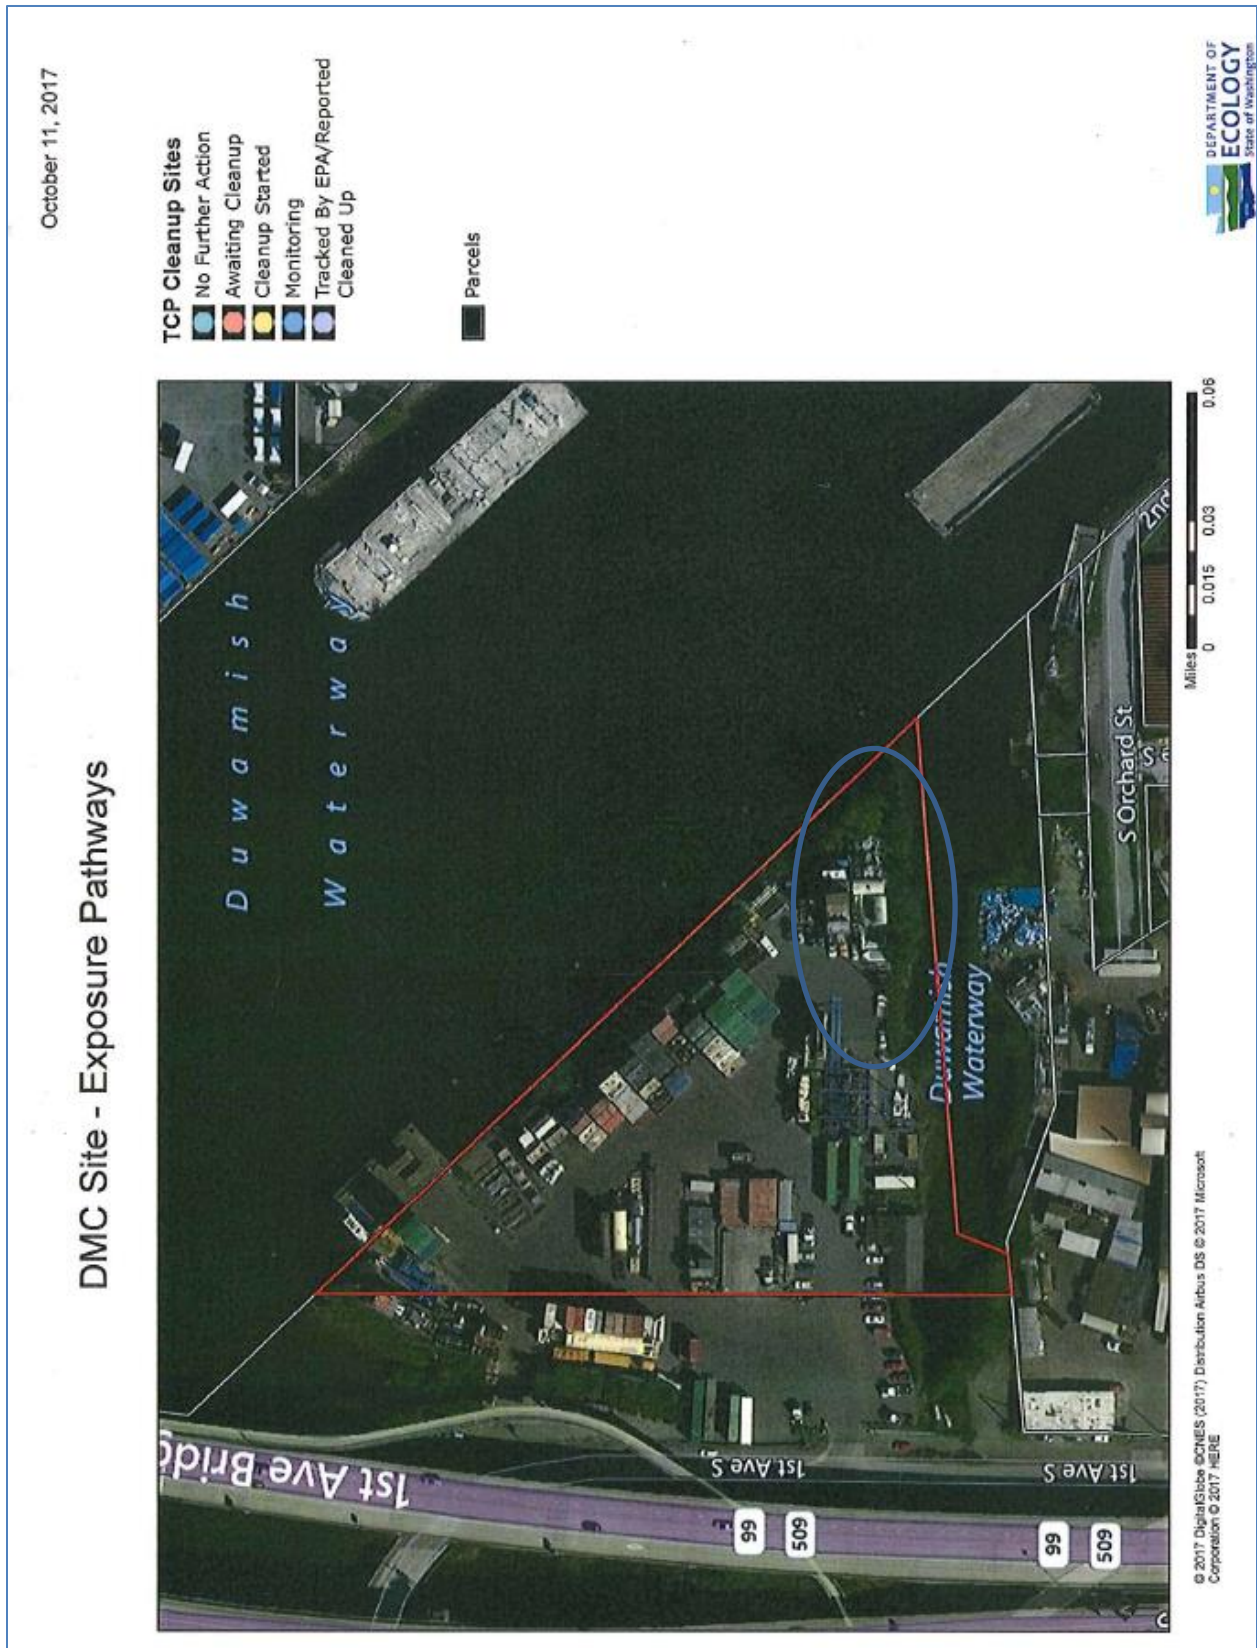 October 11, 2017
DMC Site - Exposure Pathways
TCP Cleanup Sites
No Further Action
Awaiting Cleanup
Cleanup Started
Monitoring
Tracked By EPA/Reported
Cleaned Up
Parcels
Duwamish
Waterway
1st Ave Bridg
1st Ave S
1st Ave S
99
509
99
509
Duwamish
Waterway
S Orchard St
2nd
e S
Miles
0 0.015 0.03 0.06
© 2017 DigitalGlobe ©CNES (2017) Distribution Airbus DS © 2017 Microsoft
Corporation © 2017 HERE
DEPARTMENT OF
ECOLOGY
State of Washington